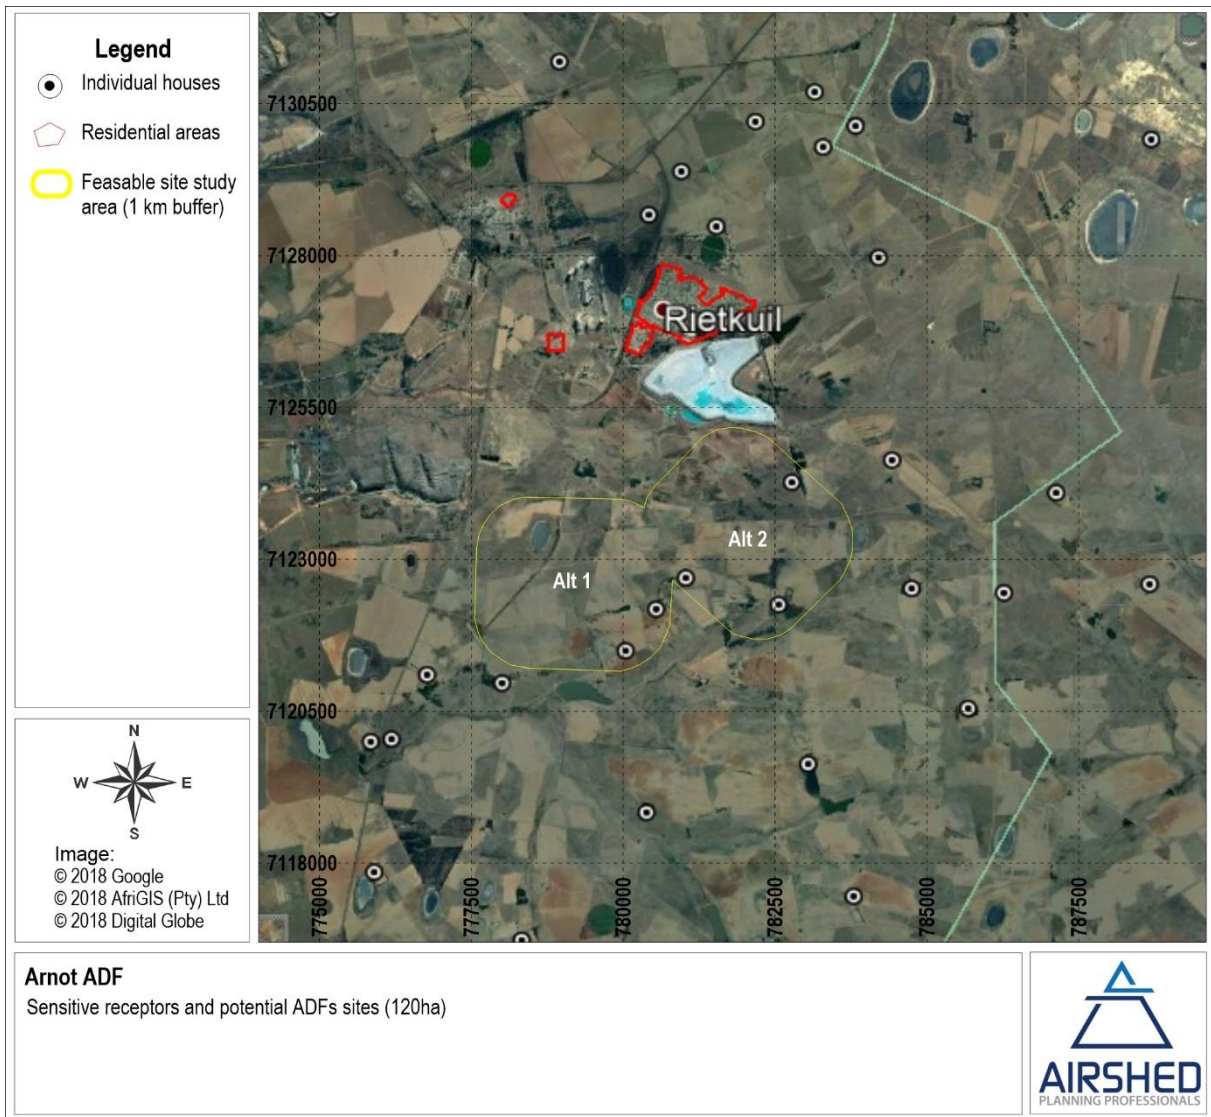 Legend
Individual houses
Residential areas
Feasable site study
area (1 km buffer)
7130500
7128000
Rietkuil
7125500
Alt 2
7123000
Alt 1
7120500
7118000
775000
777500
780000
782500
785000
787500
N
W
E
S
Image:
© 2018 Google
© 2018 AfriGIS (Pty) Ltd
© 2018 Digital Globe
Arnot ADF
Sensitive receptors and potential ADFs sites (120ha)
AIRSHED
PLANNING PROFESSIONALS